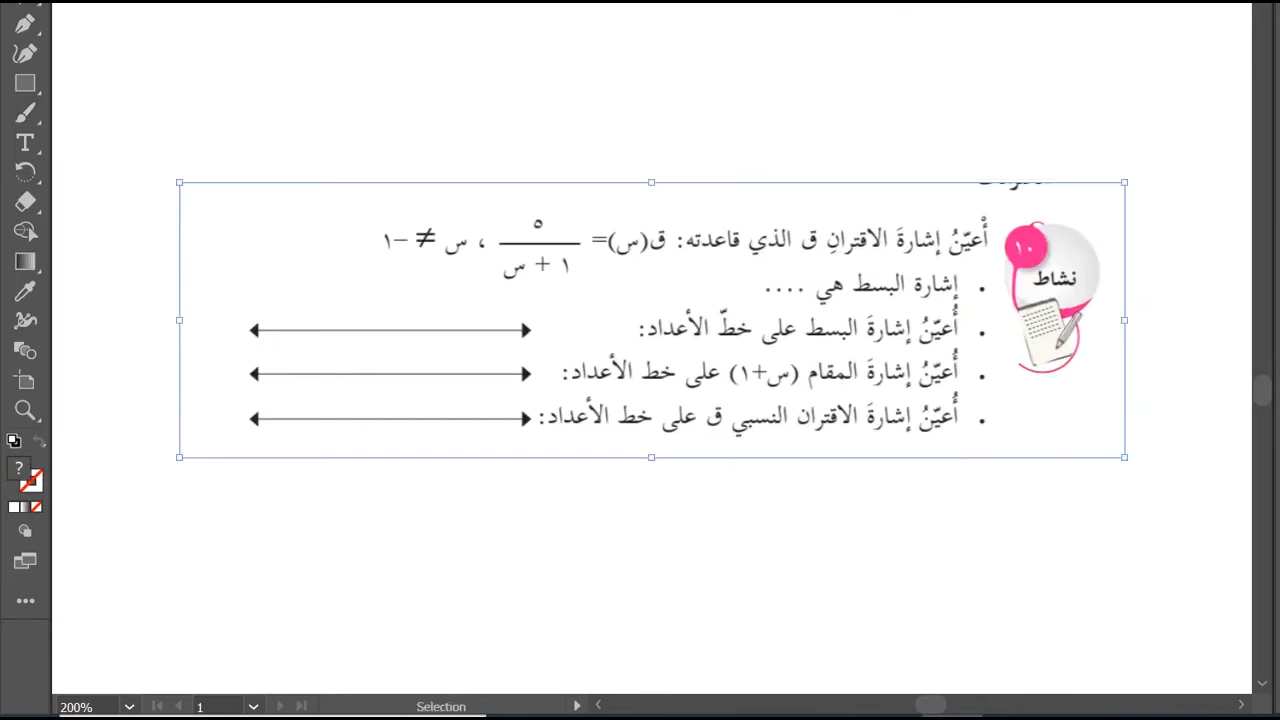 أُعيّنُ إشارةَ الاقترانِ ق الذي قاعدته: ق(س)= ٥ / س + ١ ، س ≠ -١
١٠
نشاط
. إشارة البسط هي ....
. أُعيّنُ إشارةَ البسط على خطّ الأعداد:
. أُعيّنُ إشارةَ المقام (س+١) على خط الأعداد:
. أُعيّنُ إشارةَ الاقتران النسبي ق على خط الأعداد:
200%
1
Selection